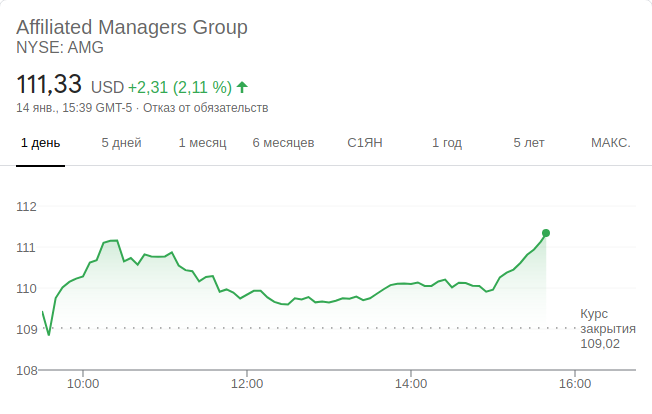 Affiliated Managers Group
NYSE: AMG
111,33 USD +2,31 (2,11 %)
14 янв., 15:39 GMT-5 · Отказ от обязательств
1 день 5 дней 1 месяц 6 месяцев С1ЯН 1 год 5 лет МАКС.
112
111
110
109
108
Курс
закрытия
109,02
10:00 12:00 14:00 16:00